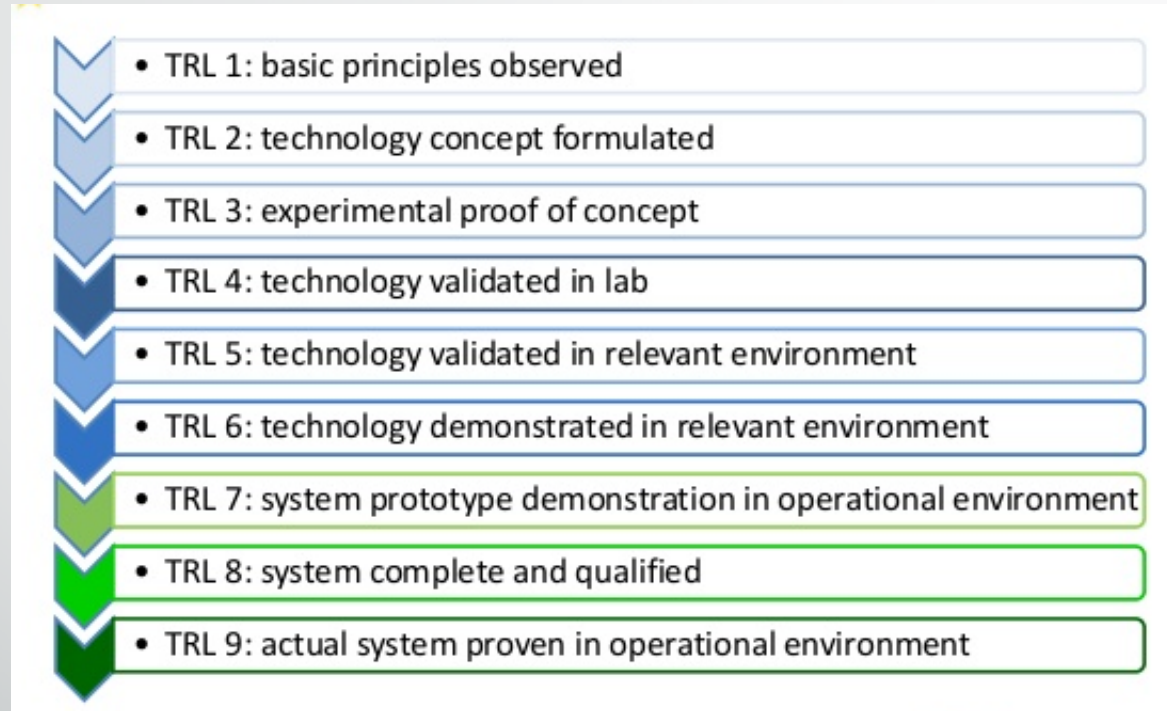 • TRL 1: basic principles observed
• TRL 2: technology concept formulated
• TRL 3: experimental proof of concept
• TRL 4: technology validated in lab
• TRL 5: technology validated in relevant environment
• TRL 6: technology demonstrated in relevant environment
• TRL 7: system prototype demonstration in operational environment
• TRL 8: system complete and qualified
• TRL 9: actual system proven in operational environment